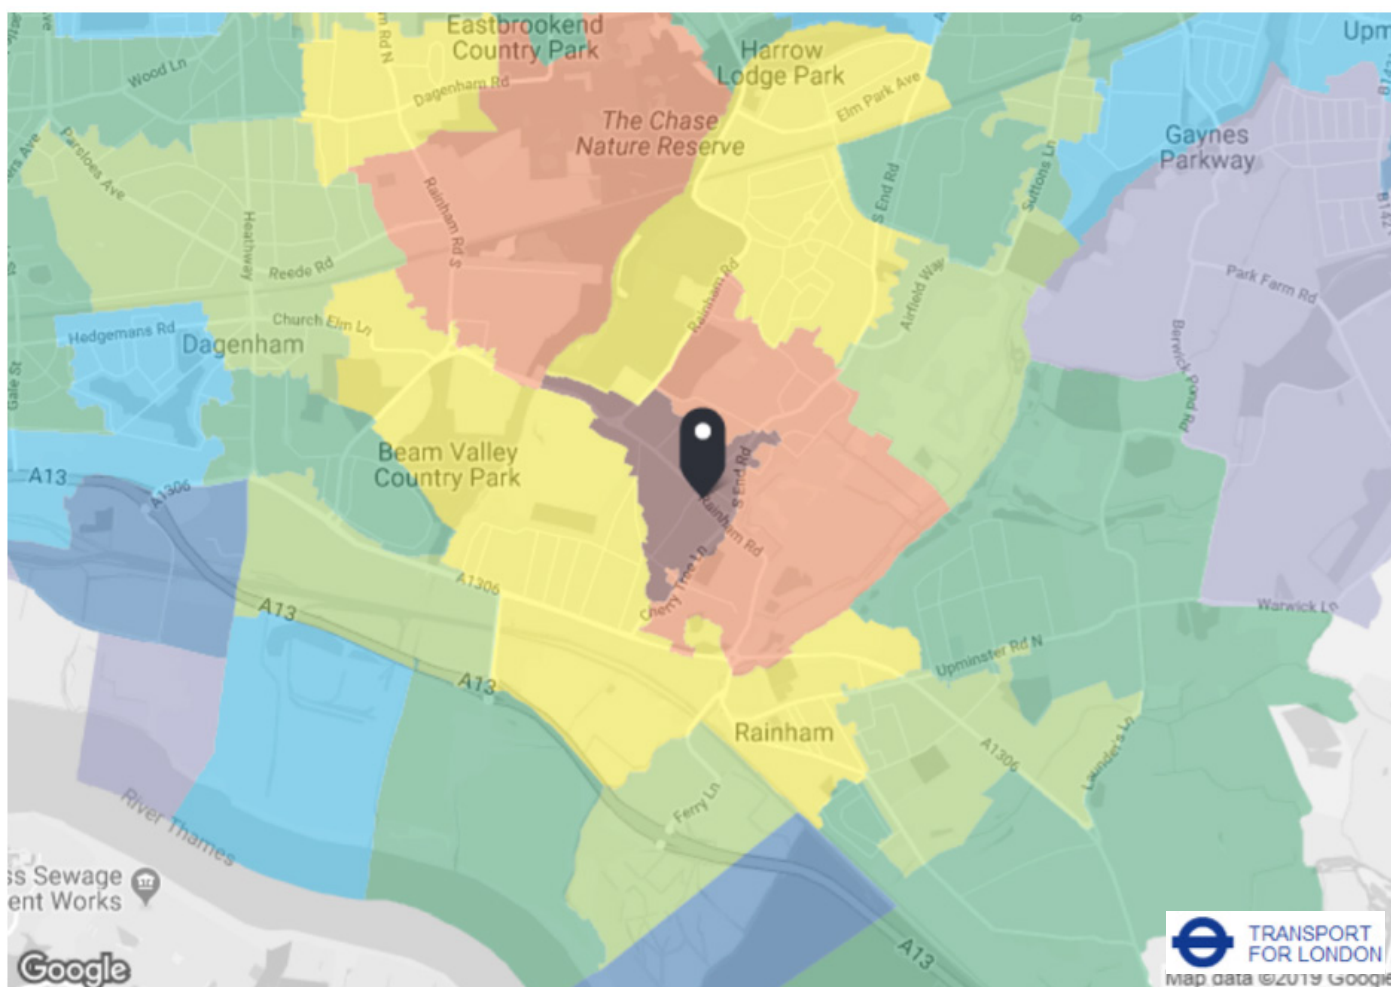 Eastbrookend
Country Park
Harrow
Lodge Park
Wood Ln
Dagenham Rd
Elm Park Ave
The Chase
Nature Reserve
Gaynes
Parkway
Parsloes Ave
Rainham Rd S
S End Rd
Suttons Ln
Heathway
Reede Rd
Rainham Rd
Airfield Way
Park Farm Rd
Hedgemans Rd
Church Elm Ln
Dagenham
Gale St
Berwick Pond Rd
Beam Valley
Country Park
A13
A1306
S End Rd
Rainham Rd
A1306
Cherry Tree Ln
A13
Warwick Ln
Upminster Rd N
A13
Rainham
A1306
Launder's Ln
River Thames
Ferry Ln
ss Sewage
ent Works
A13
TRANSPORT
FOR LONDON
Google
Map data ©2019 Google